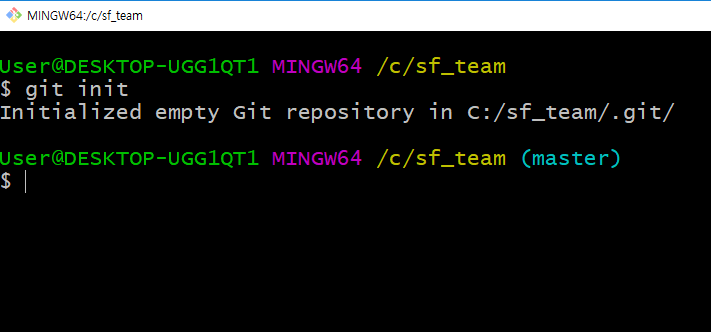 MINGW64:/c/sf_team
User@DESKTOP-UGG1QT1 MINGW64 /c/sf_team
$ git init
Initialized empty Git repository in C:/sf_team/.git/
User@DESKTOP-UGG1QT1 MINGW64 /c/sf_team (master)
$